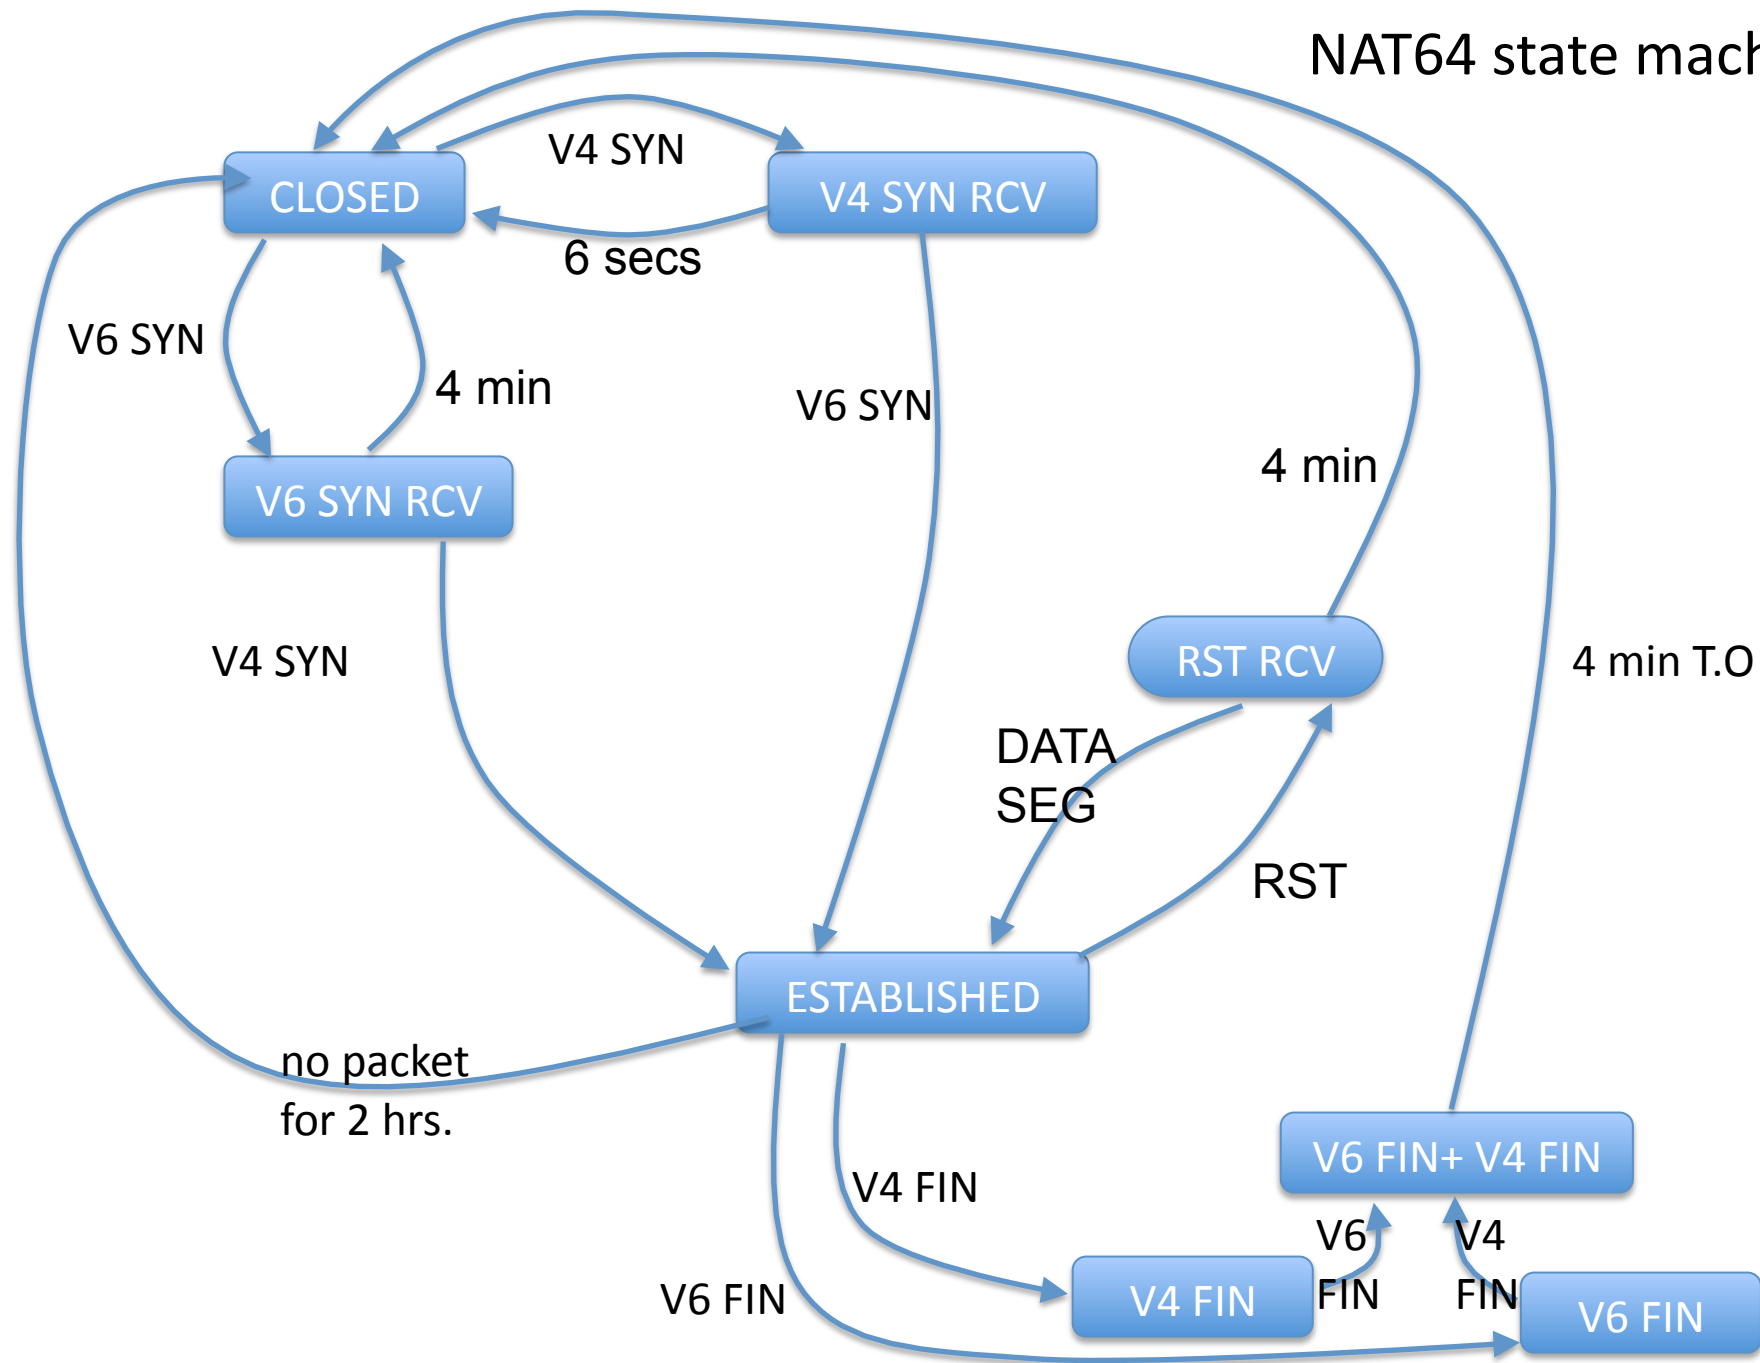 NAT64 state mach
V4 SYN
CLOSED
V4 SYN RCV
6 secs
V6 SYN
4 min
V6 SYN
4 min
V6 SYN RCV
V4 SYN
RST RCV
4 min T.O
DATA
SEG
RST
ESTABLISHED
no packet
for 2 hrs.
V6 FIN+ V4 FIN
V4 FIN
V6
FIN
V4
FIN
V6 FIN
V4 FIN
V6 FIN